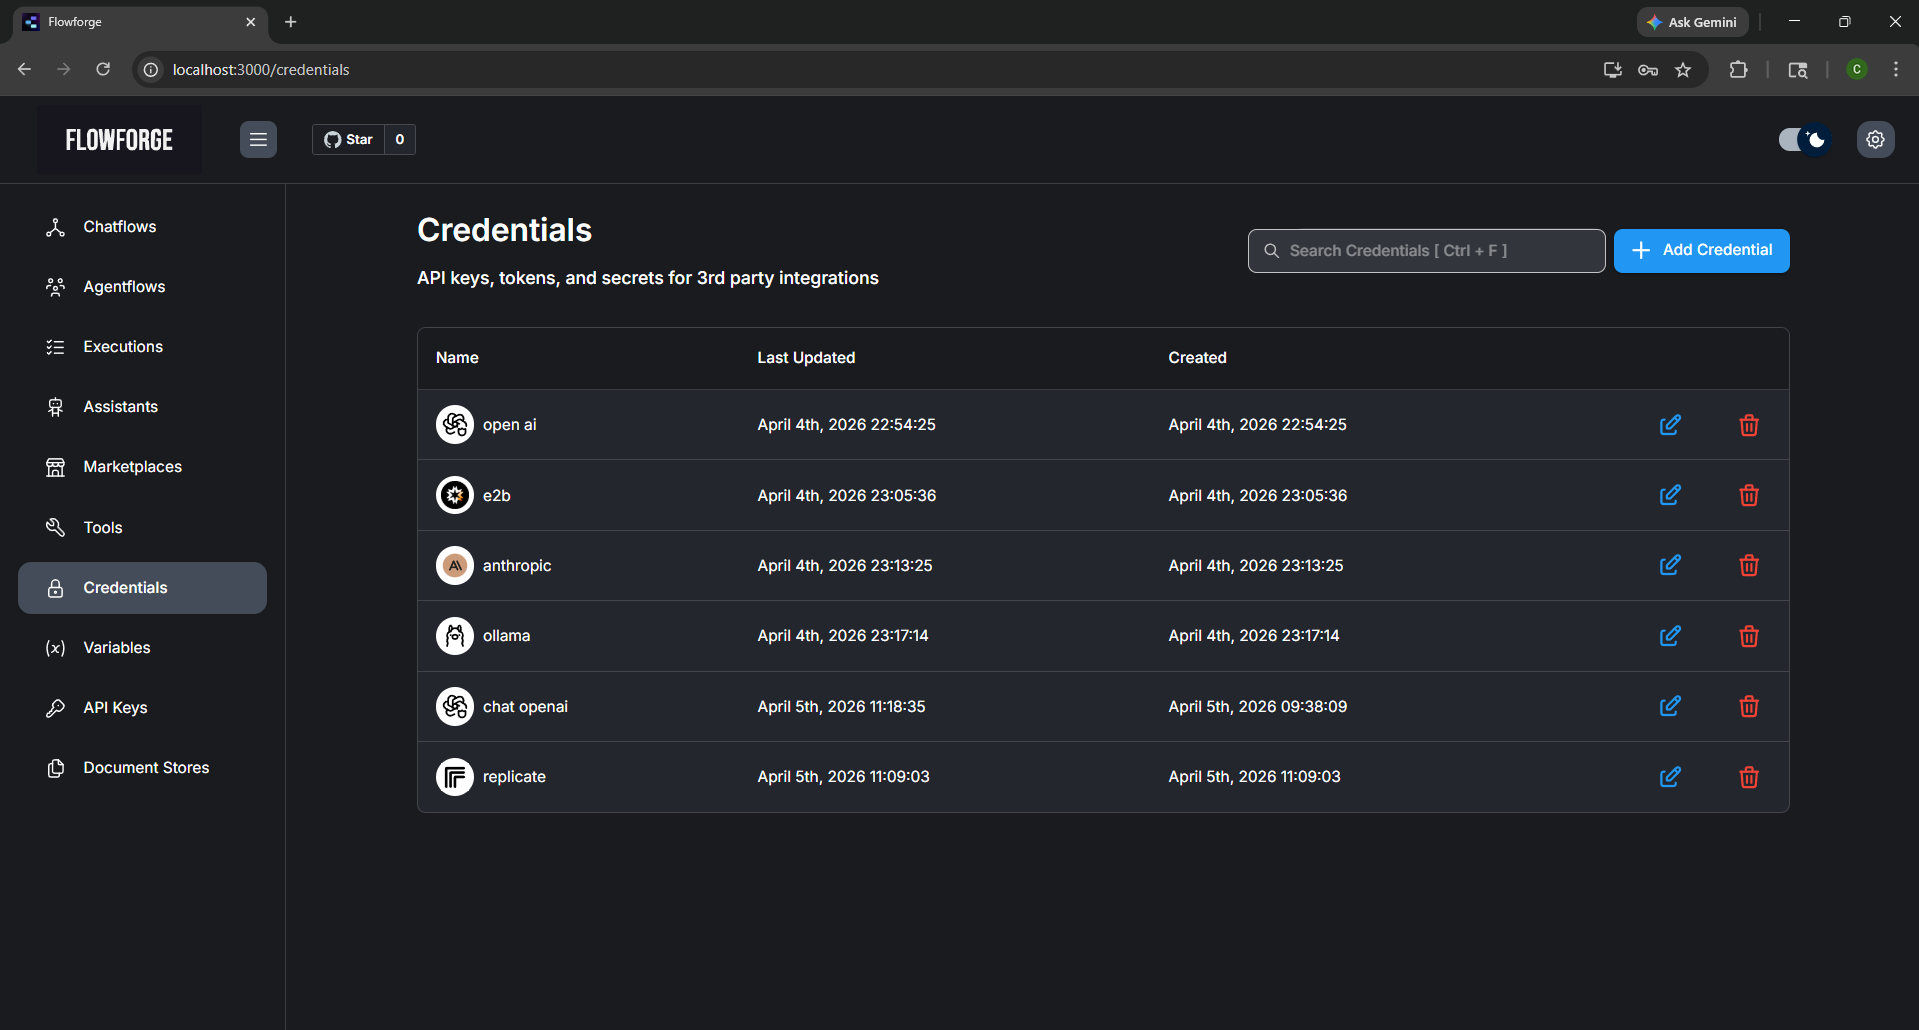 Flowforge
Ask Gemini
localhost:3000/credentials
C
FLOWFORGE
Star 0
Chatflows
Agentflows
Executions
Assistants
Marketplaces
Tools
Credentials
(x) Variables
API Keys
Document Stores
Credentials
API keys, tokens, and secrets for 3rd party integrations
Search Credentials [ Ctrl + F ]
Add Credential
Name Last Updated Created
open ai April 4th, 2026 22:54:25 April 4th, 2026 22:54:25
e2b April 4th, 2026 23:05:36 April 4th, 2026 23:05:36
anthropic April 4th, 2026 23:13:25 April 4th, 2026 23:13:25
ollama April 4th, 2026 23:17:14 April 4th, 2026 23:17:14
chat openai April 5th, 2026 11:18:35 April 5th, 2026 09:38:09
replicate April 5th, 2026 11:09:03 April 5th, 2026 11:09:03